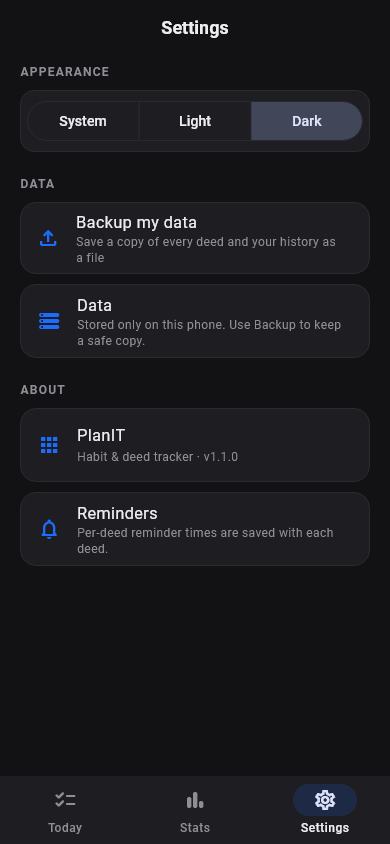 Settings
APPEARANCE
System
Light
Dark
DATA
Backup my data
Save a copy of every deed and your history as
a file
Data
Stored only on this phone. Use Backup to keep
a safe copy.
ABOUT
PlanIT
Habit & deed tracker · v1.1.0
Reminders
Per-deed reminder times are saved with each
deed.
Today
Stats
Settings